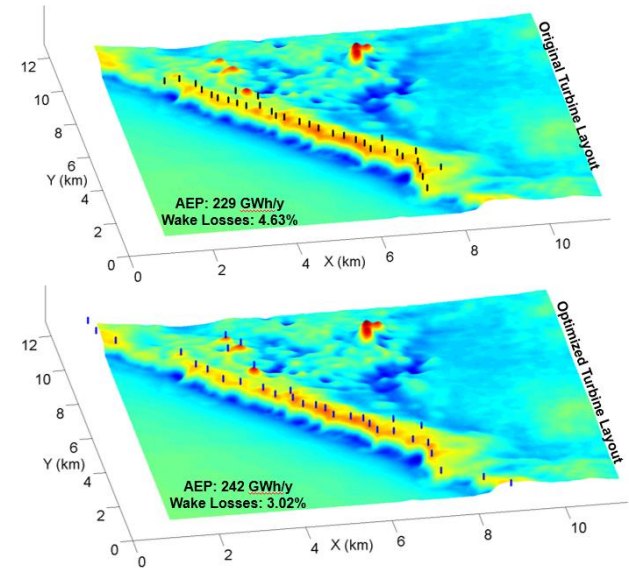 12
10
8
6
4
2
0
Y (km)
0
2
4
6
8
10
X (km)
AEP: 229 GWh/y
Wake Losses: 4.63%
Original Turbine Layout
12
10
8
6
4
2
0
Y (km)
0
2
4
6
8
10
X (km)
AEP: 242 GWh/y
Wake Losses: 3.02%
Optimized Turbine Layout